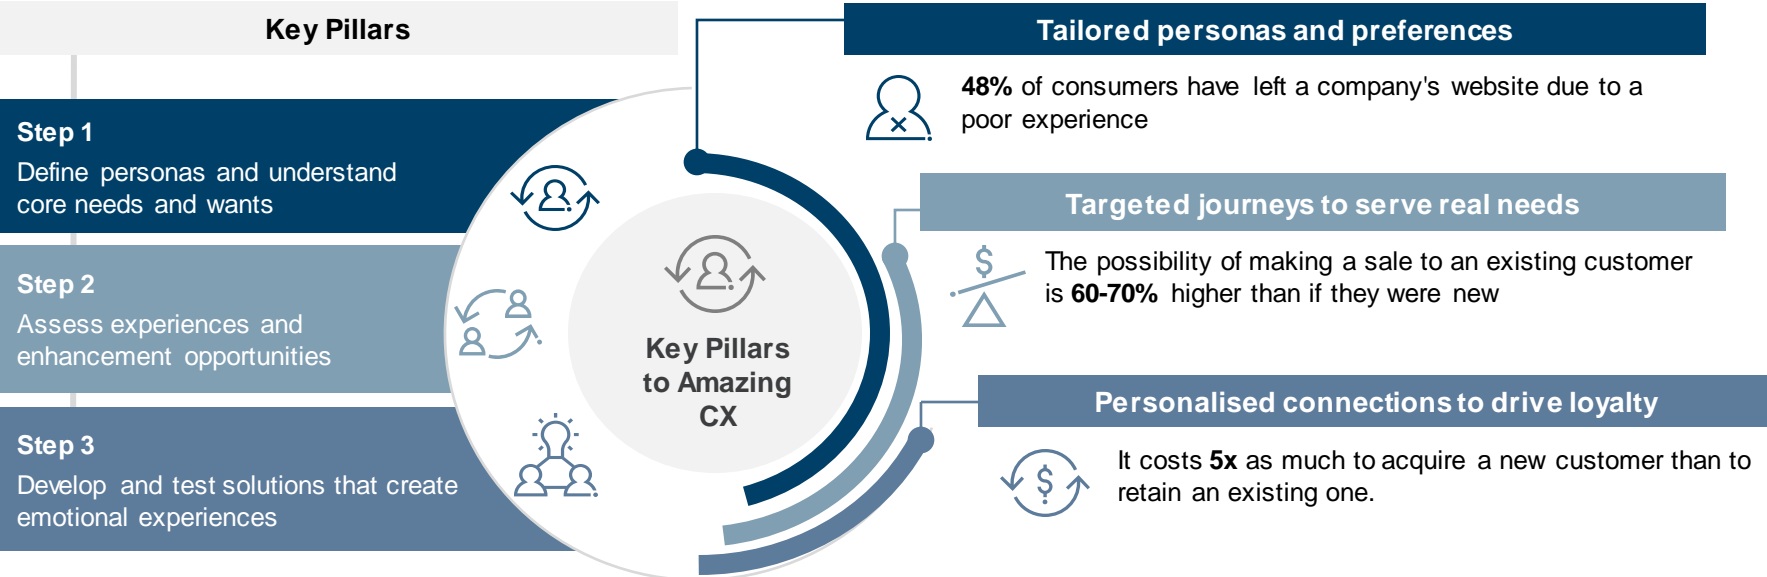 Key Pillars
Step 1
Define personas and understand
core needs and wants
Step 2
Assess experiences and
enhancement opportunities
Step 3
Develop and test solutions that create
emotional experiences
Key Pillars
to Amazing
CX
Tailored personas and preferences
48% of consumers have left a company's website due to a
poor experience
Targeted journeys to serve real needs
$
The possibility of making a sale to an existing customer
is 60-70% higher than if they were new
Personalised connections to drive loyalty
$
It costs 5x as much to acquire a new customer than to
retain an existing one.